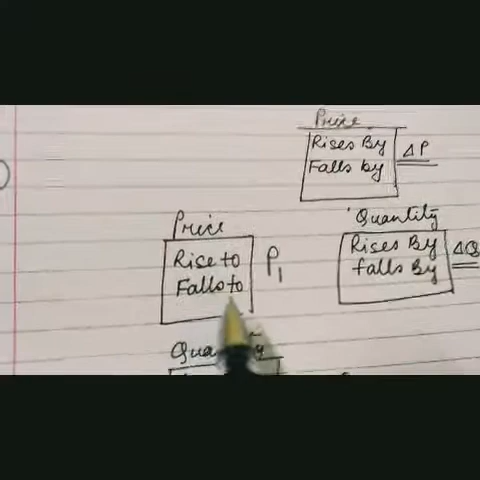 Price
Rises By
Falls by
ΔP
Price
Rise to
Falls to
P1
Quantity
Rises By
falls By
ΔQ